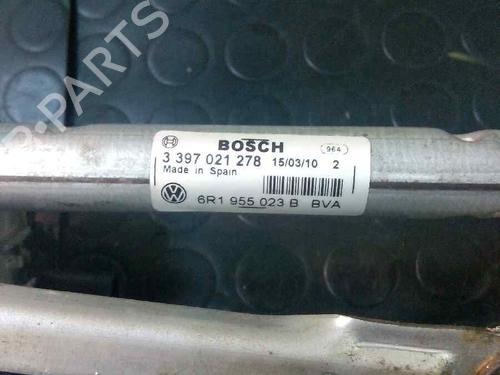 BOSCH
964
3 397 021 278 15/03/10 2
Made in Spain
6R1 955 023 B BVA
-PARTS